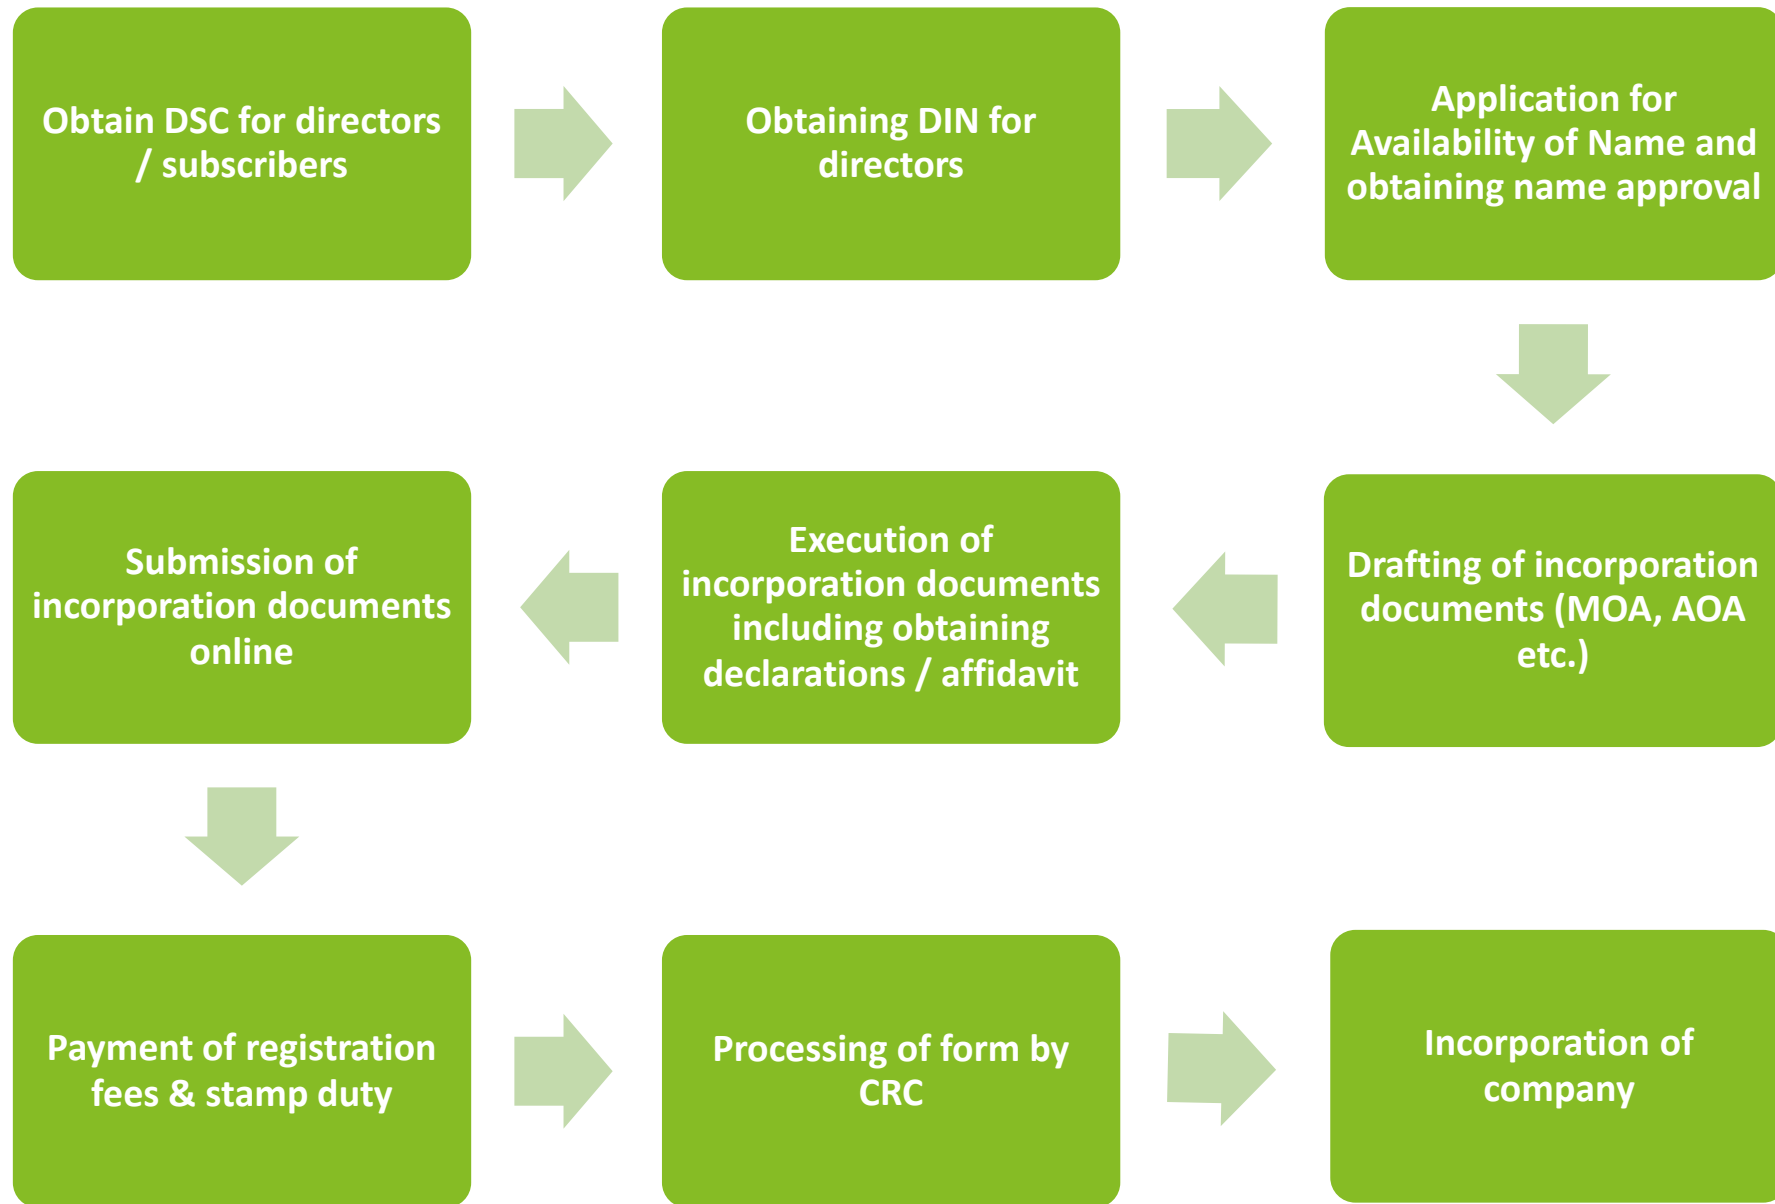 Obtain DSC for directors
/ subscribers
Obtaining DIN for
directors
Application for
Availability of Name and
obtaining name approval
Drafting of incorporation
documents (MOA, AOA
etc.)
Execution of
incorporation documents
including obtaining
declarations / affidavit
Submission of
incorporation documents
online
Payment of registration
fees & stamp duty
Processing of form by
CRC
Incorporation of
company